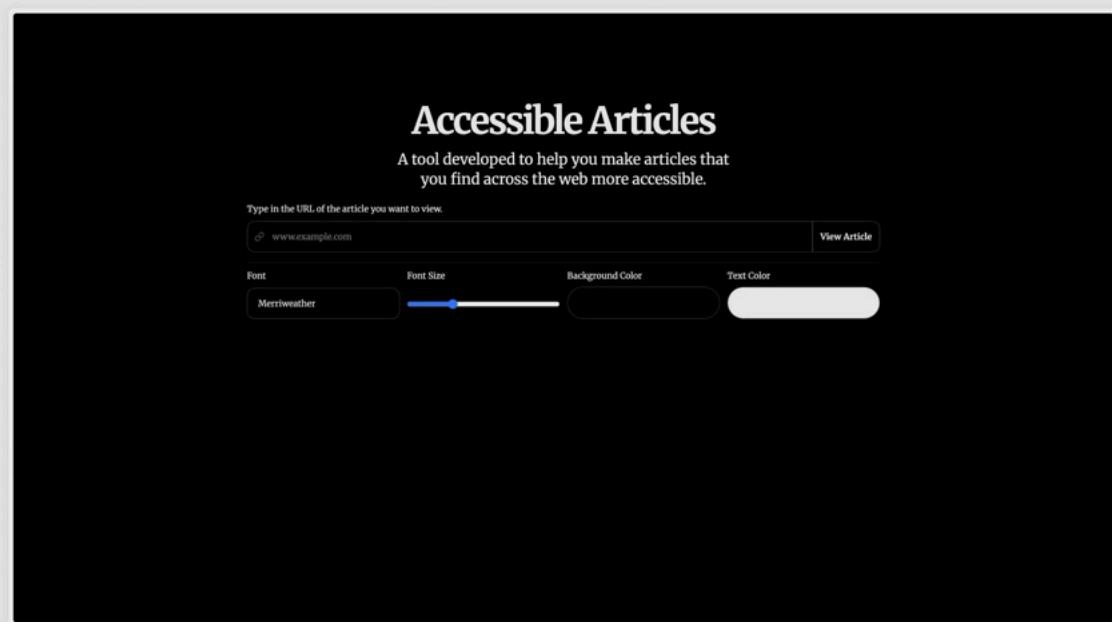 Accessible Articles
A tool developed to help you make articles that
you find across the web more accessible.
Type in the URL of the article you want to view.
www.example.com
View Article
Font
Font Size
Background Color
Text Color
Merriweather